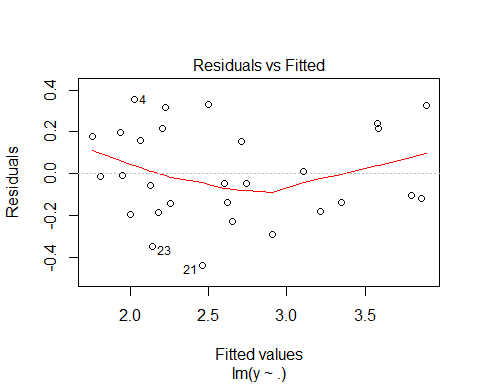 Residuals vs Fitted
Residuals
0.4
0.2
0.0
-0.2
-0.4
4
23
21
2.0 2.5 3.0 3.5
Fitted values
lm(y ~ .)